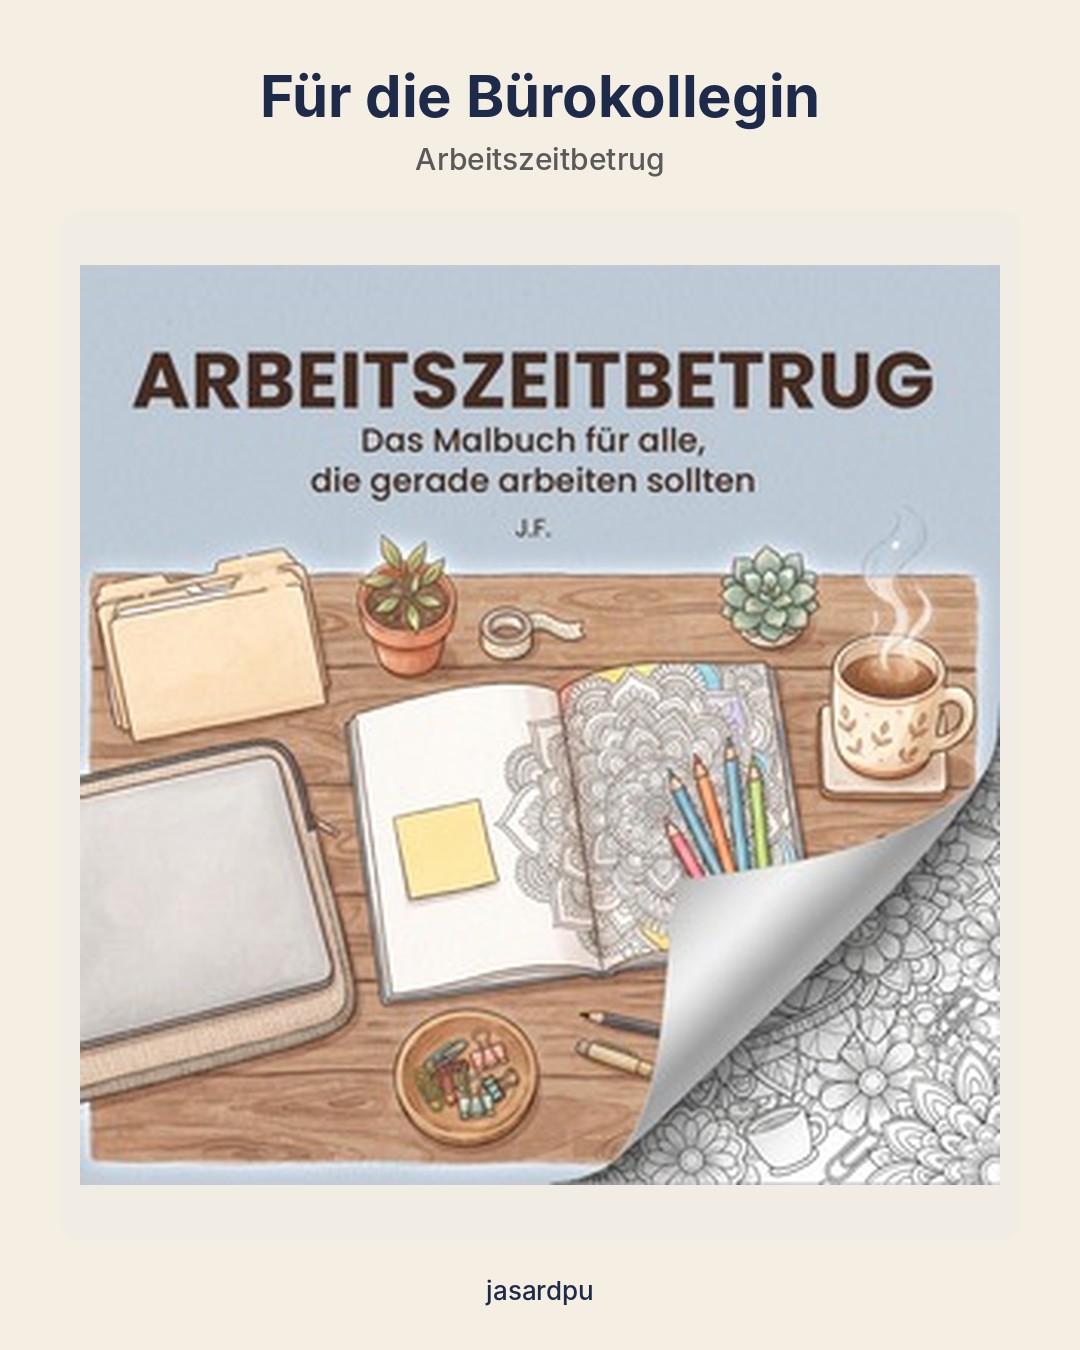 Für die Bürokollegin
Arbeitszeitbetrug
ARBEITSZEITBETRUG
Das Malbuch für alle,
die gerade arbeiten sollten
J.F.
jasardpu